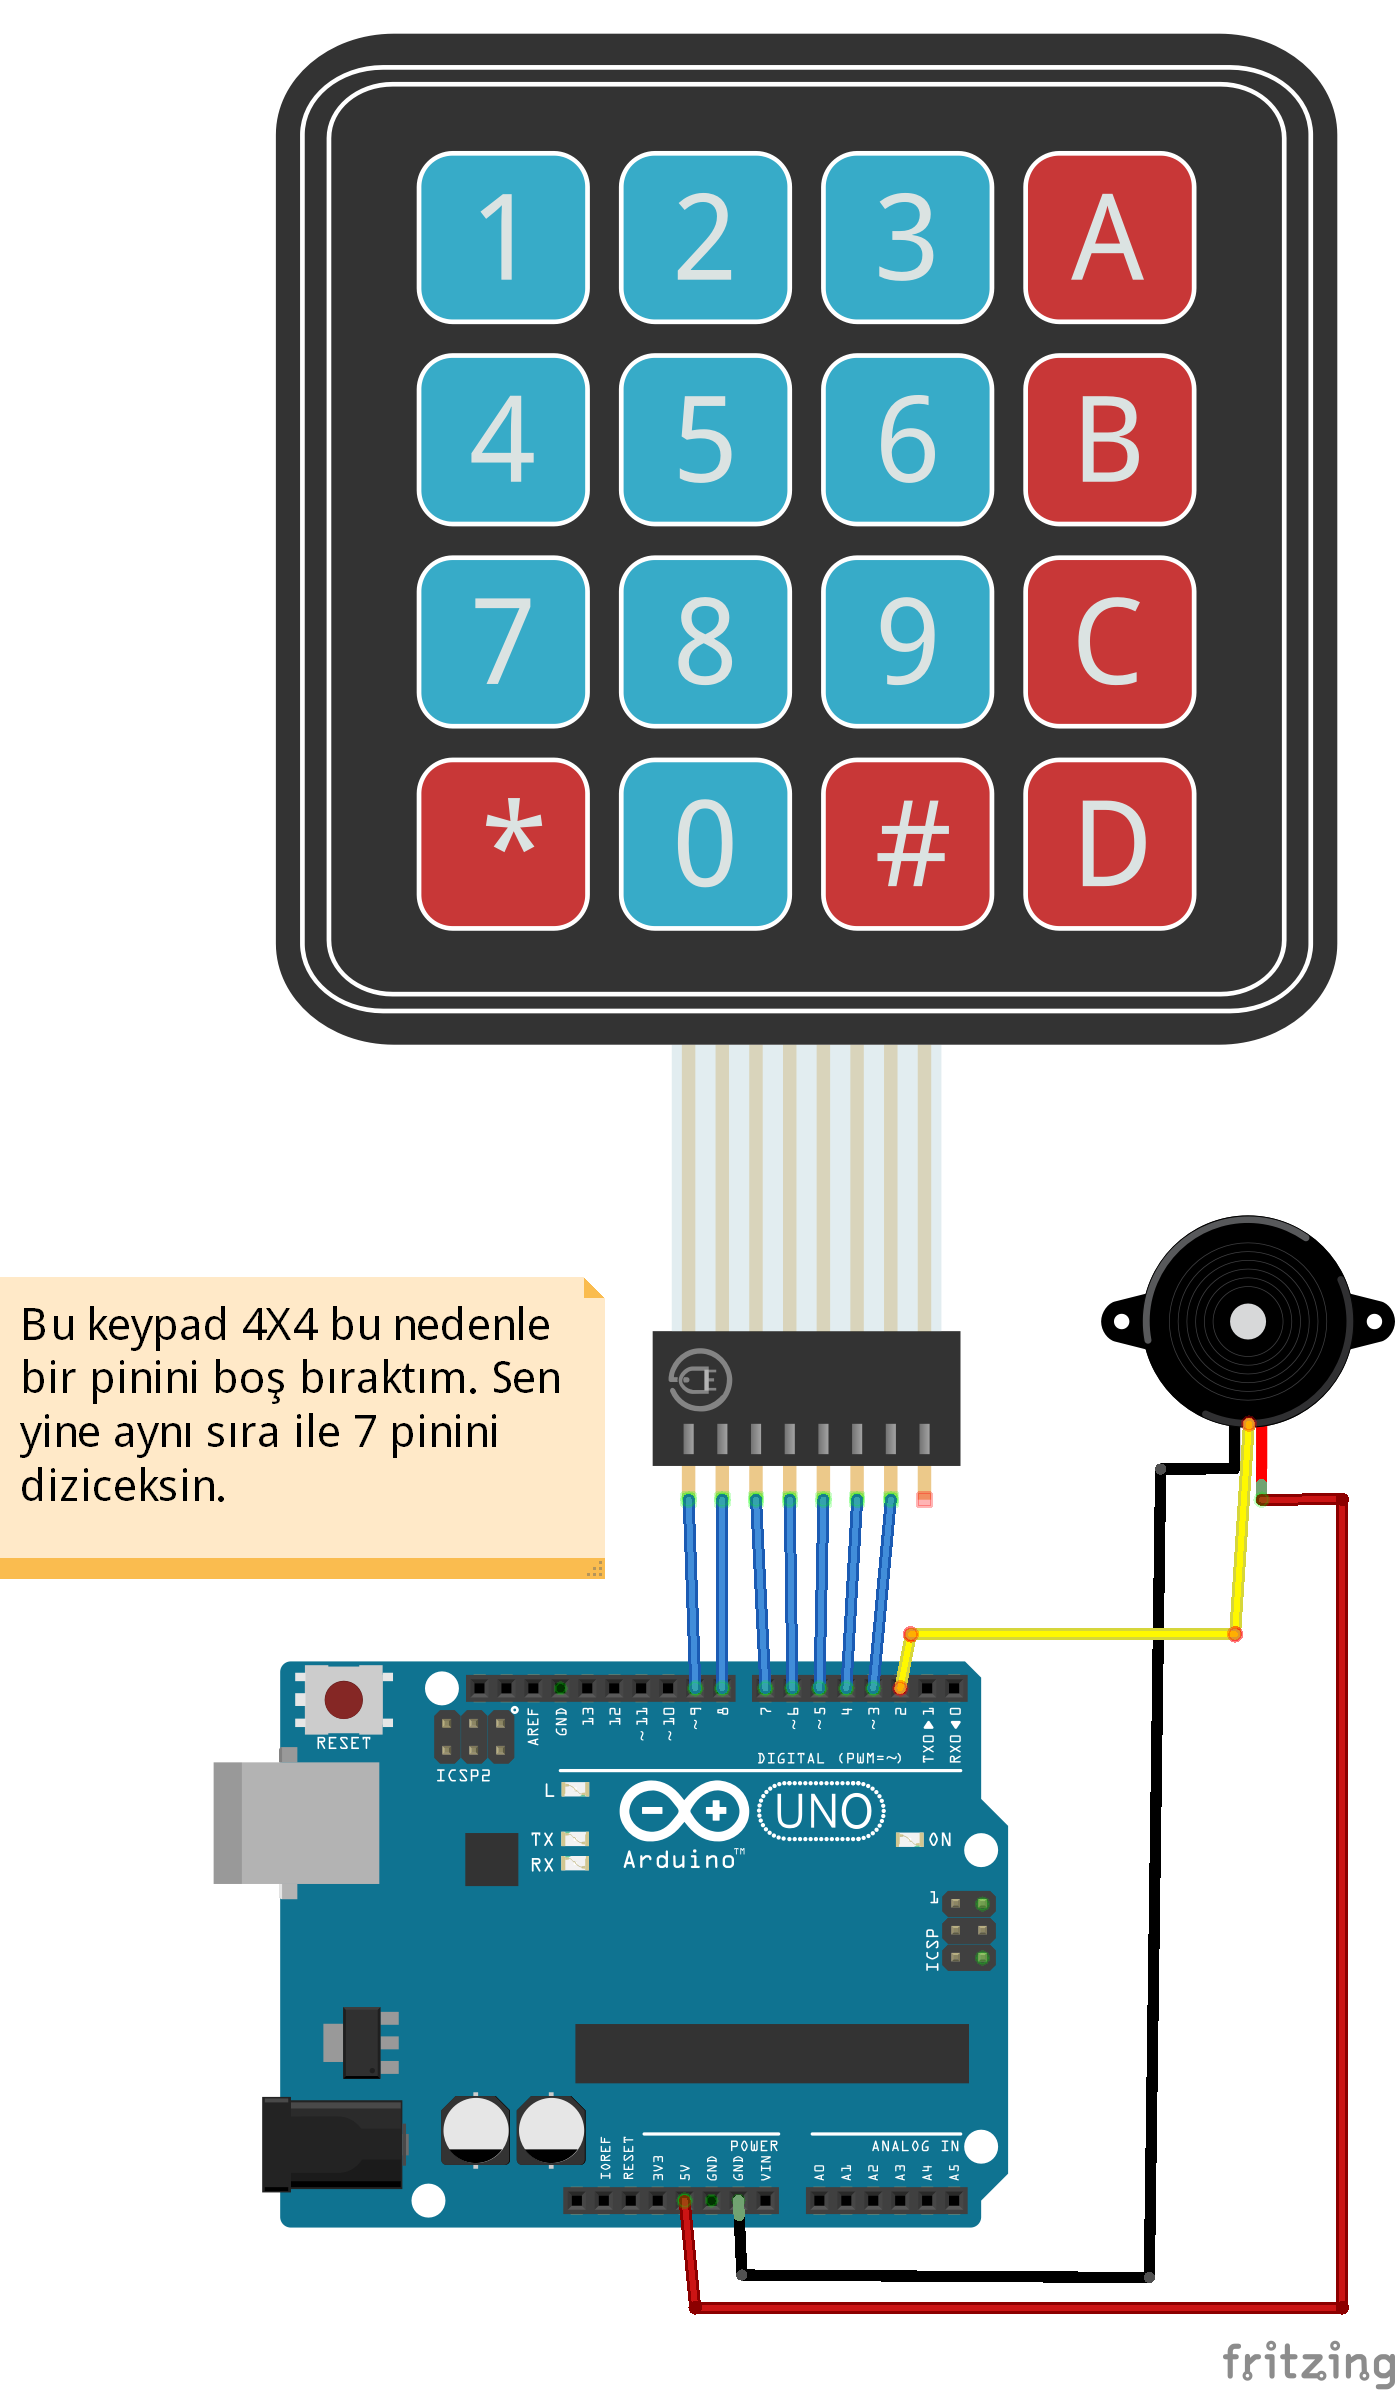 1 2 3 A
4 5 6 B
7 8 9 C
* 0 # D
Bu keypad 4X4 bu nedenle
bir pinini boş bıraktım. Sen
yine aynı sıra ile 7 pinini
diziceksin.
RESET
ICSP2
AREF
GND
13
12
~11
~10
~9
8
7
~6
~5
4
~3
2
TX0▶1
RX0◀0
DIGITAL (PWM=~)
L
TX
RX
UNO
Arduino™
ON
1
ICSP
IOREF
RESET
3V3
5V
GND
GND
VIN
POWER
ANALOG IN
A0
A1
A2
A3
A4
A5
fritzing